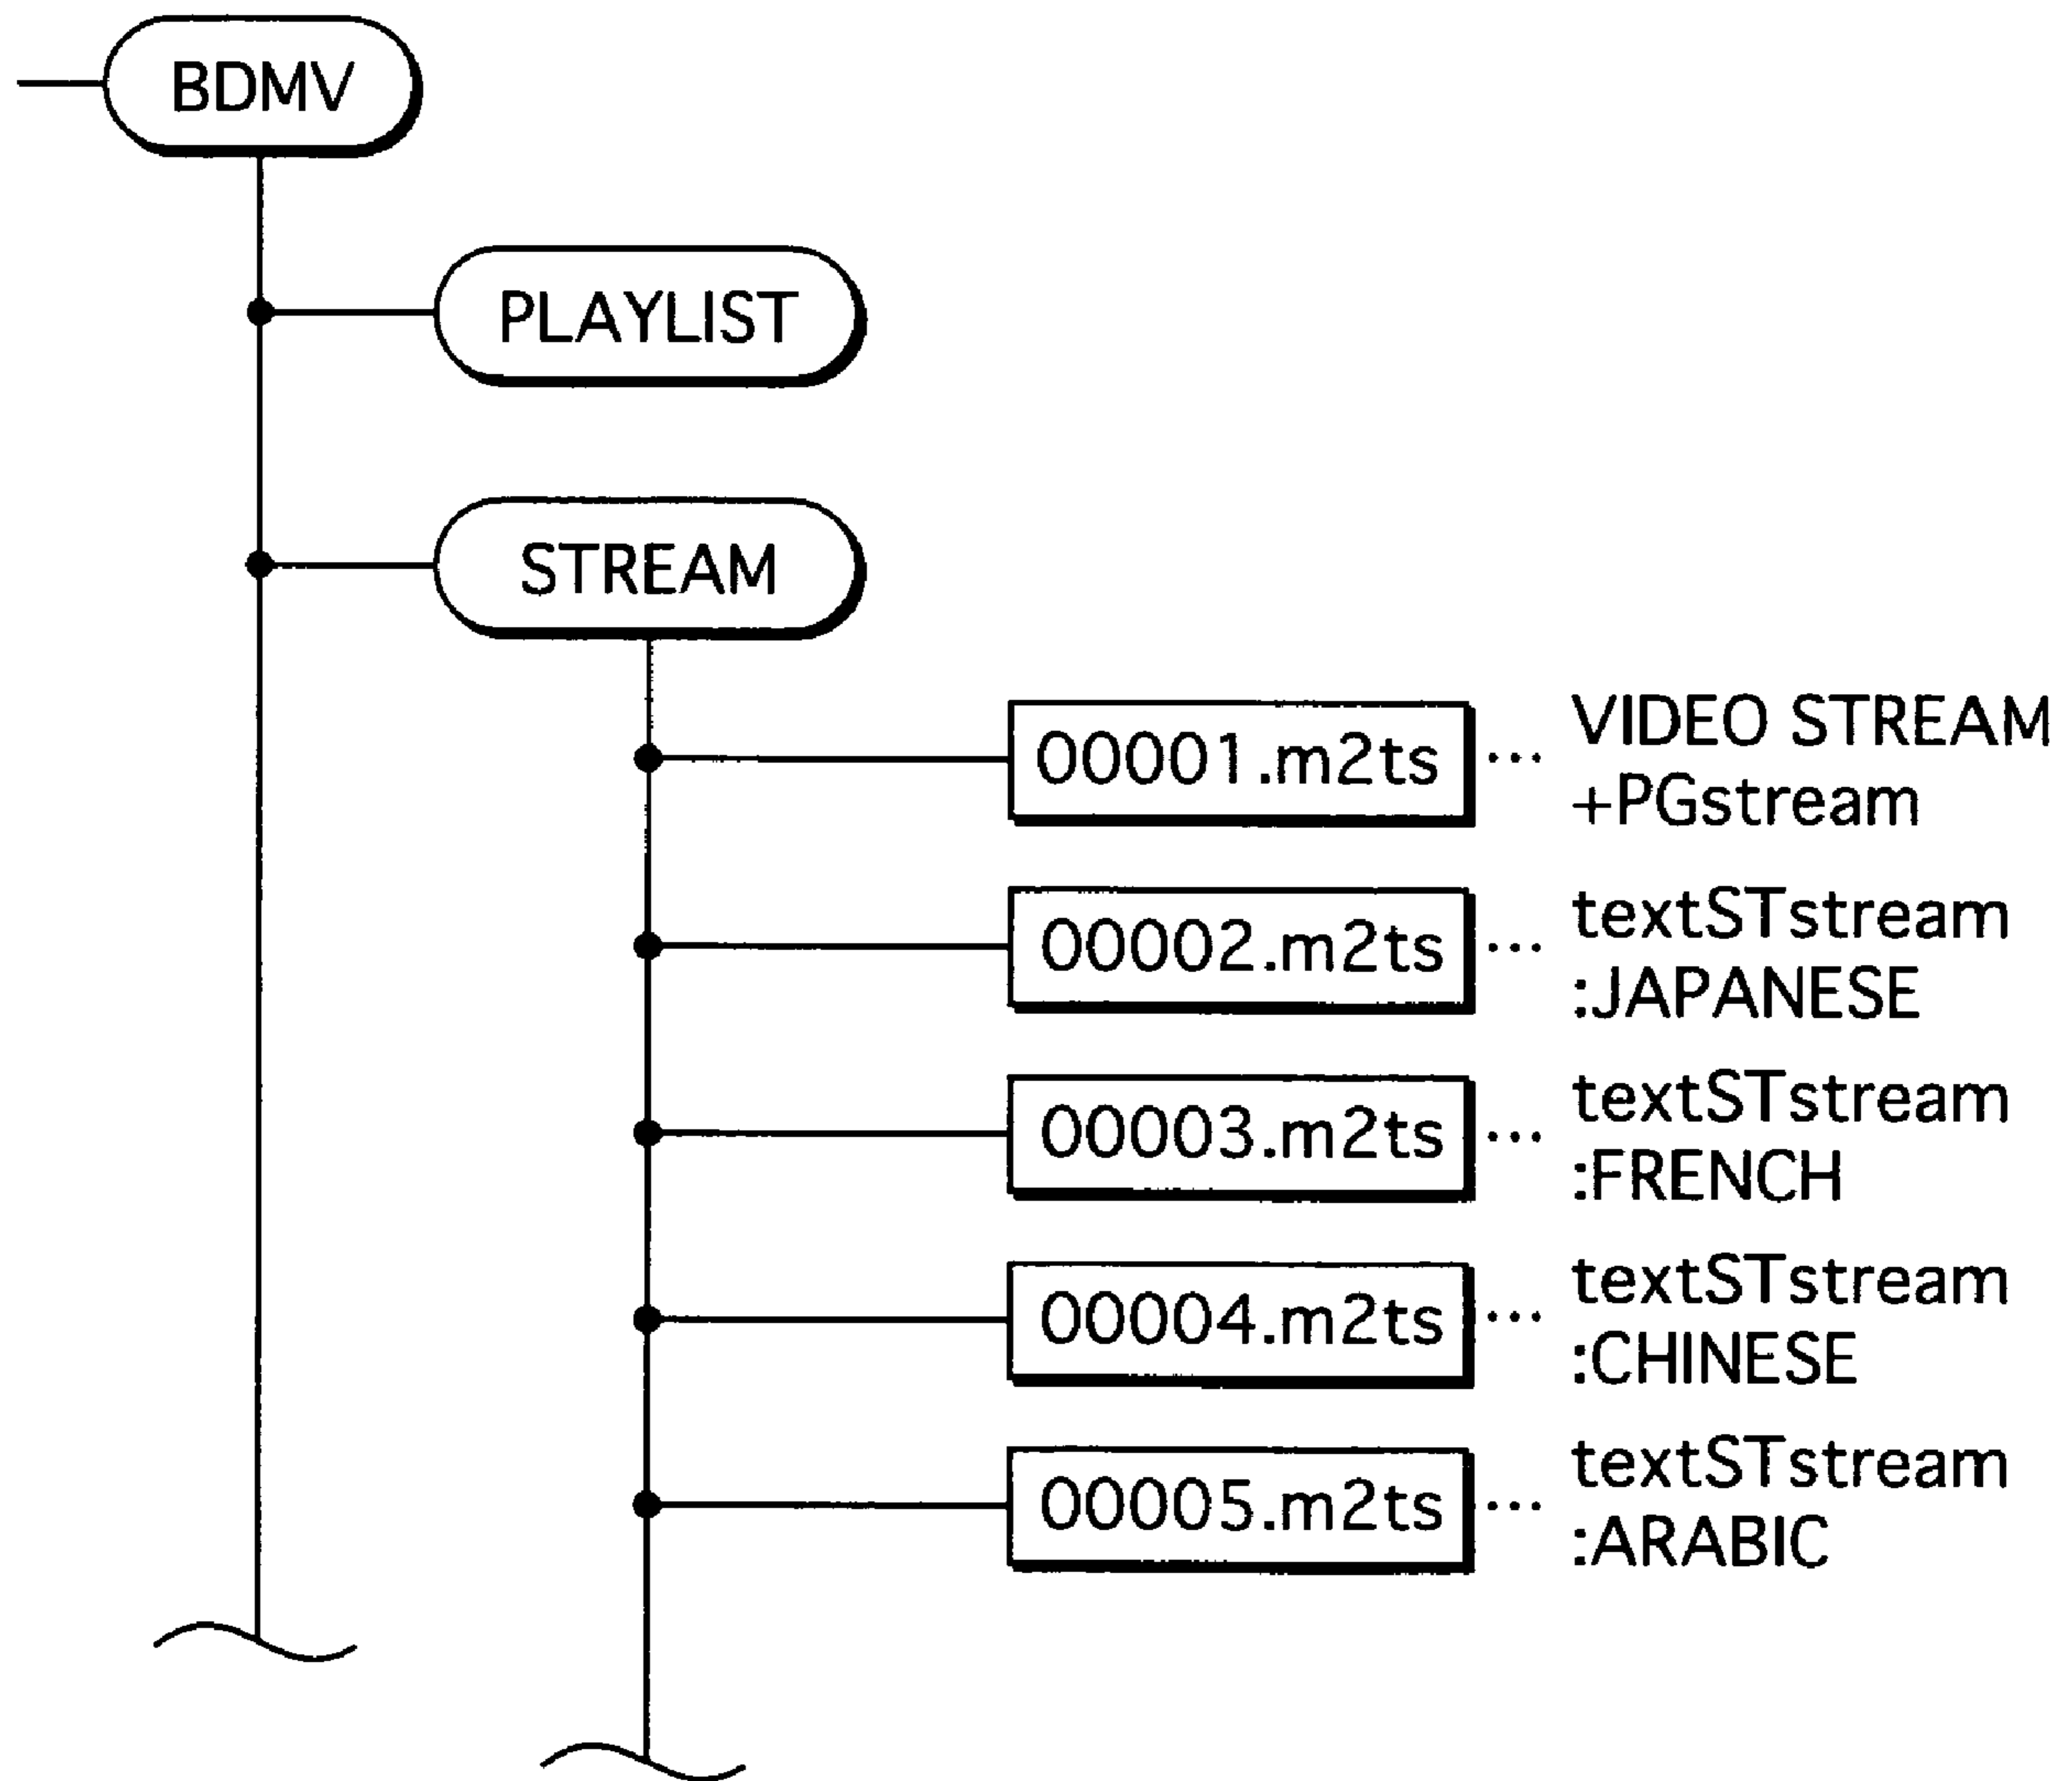 BDMV
PLAYLIST
STREAM
00001.m2ts ... VIDEO STREAM
+PGstream
00002.m2ts ... textSTstream
:JAPANESE
00003.m2ts ... textSTstream
:FRENCH
00004.m2ts ... textSTstream
:CHINESE
00005.m2ts ... textSTstream
:ARABIC